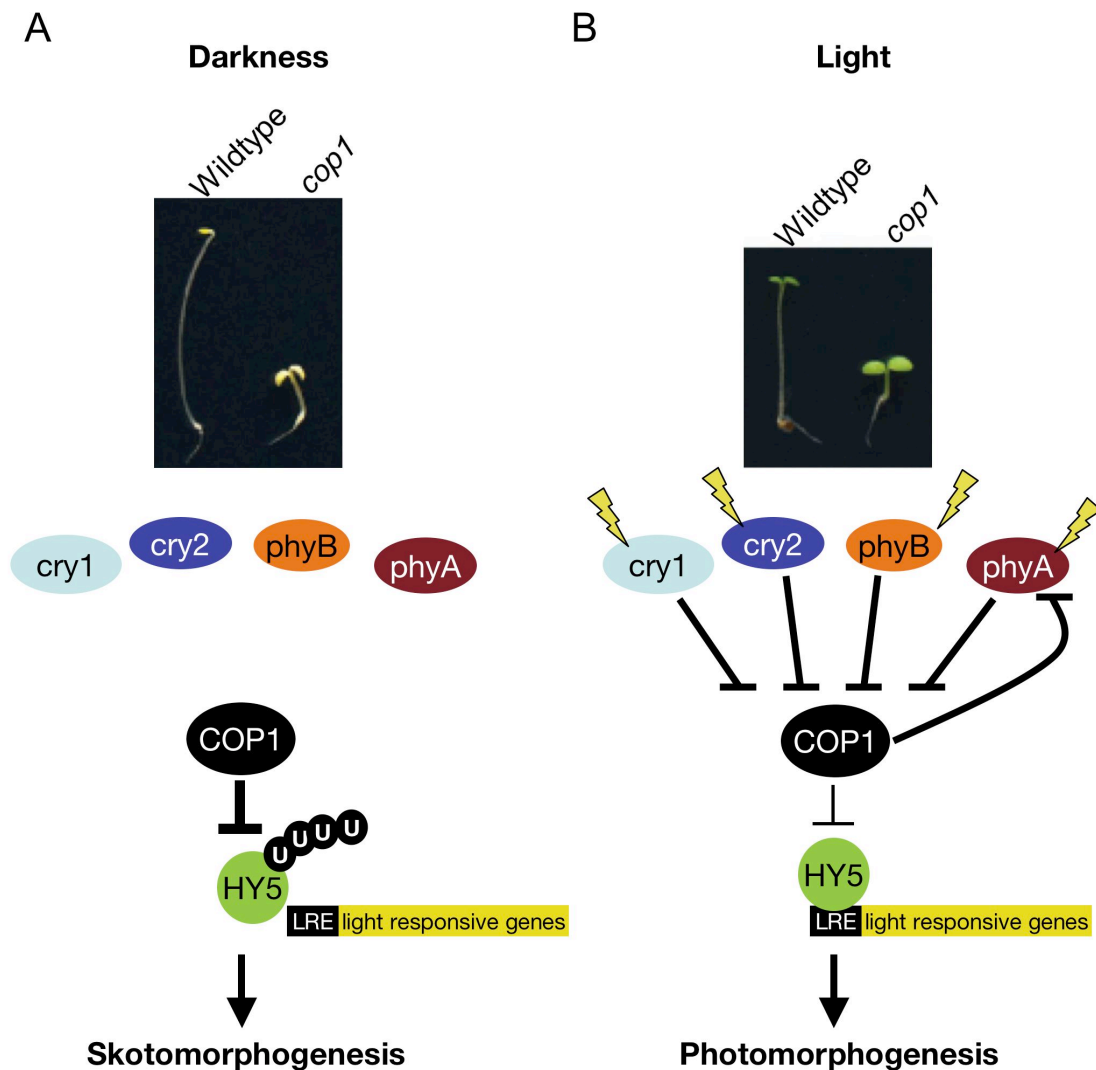 A
Darkness
Wildtype
cop1
cry1
cry2
phyB
phyA
COP1
U U U U
HY5
LRE light responsive genes
Skotomorphogenesis
B
Light
Wildtype
cop1
cry1
cry2
phyB
phyA
COP1
HY5
LRE light responsive genes
Photomorphogenesis